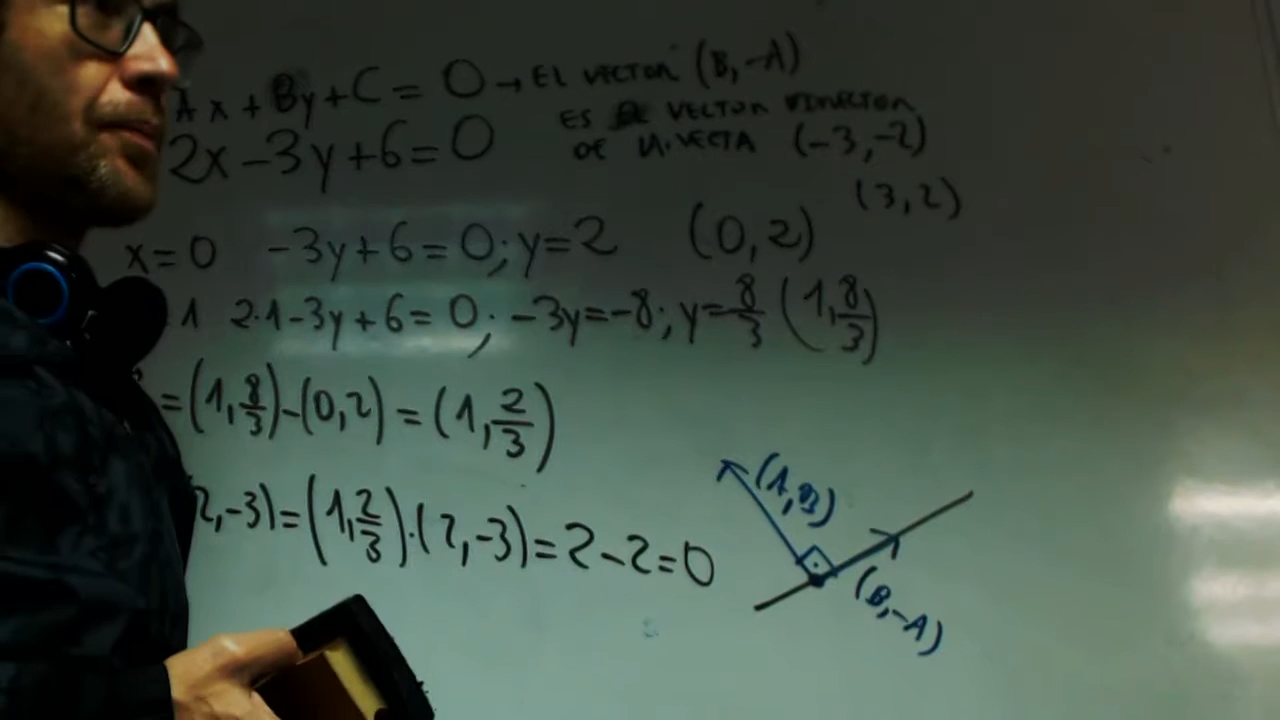 Ax + By + C = 0 → EL VECTOR (B, -A)
ES VECTOR DIRECTOR
DE LA RECTA (-3, -2)
2x - 3y + 6 = 0
(3, 2)
x = 0 -3y + 6 = 0; y = 2 (0, 2)
1 2·1 - 3y + 6 = 0; -3y = -8; y = 8/3 (1, 8/3)
= (1, 8/3) - (0, 2) = (1, 2/3)
2, -3) = (1, 2/3)·(2, -3) = 2 - 2 = 0
(A, B)
(B, -A)